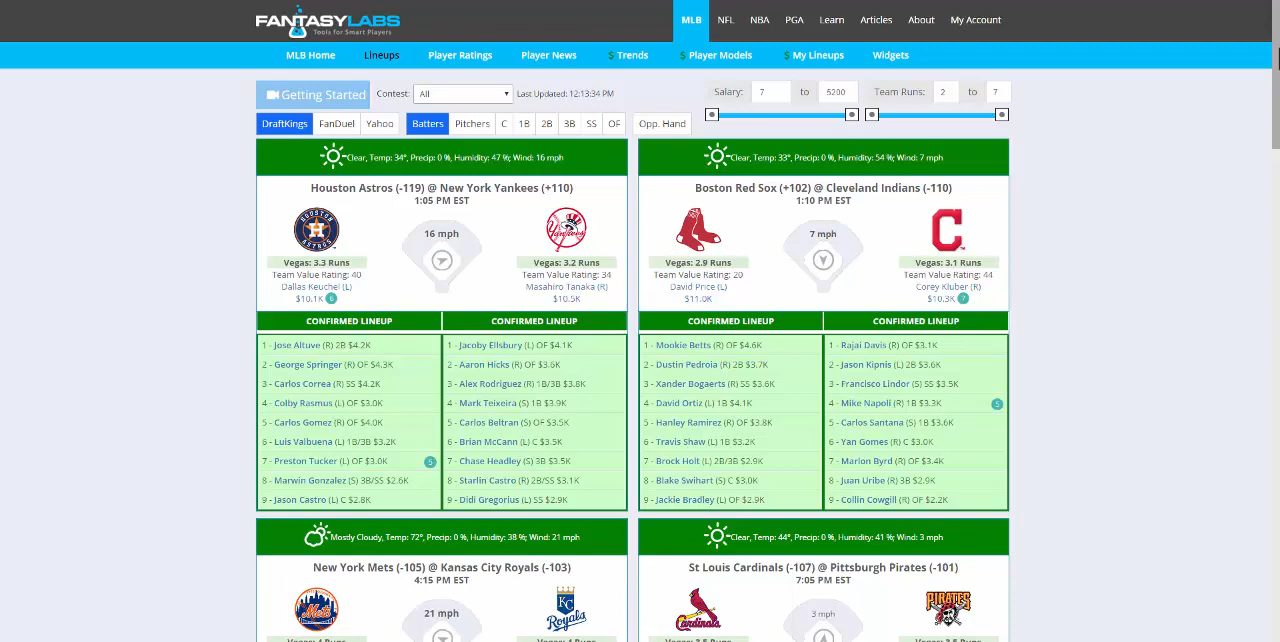 FANTASYLABS
Tools for Smart Players
MLB NFL NBA PGA Learn Articles About My Account
MLB Home Lineups Player Ratings Player News $ Trends $ Player Models $ My Lineups Widgets
Getting Started Contest: All Last Updated: 12:13:34 PM Salary: 7 to 5200 Team Runs: 2 to 7
DraftKings FanDuel Yahoo Batters Pitchers C 1B 2B 3B SS OF Opp. Hand
Clear, Temp: 34°, Precip: 0 %, Humidity: 47 %; Wind: 16 mph
Houston Astros (-119) @ New York Yankees (+110)
1:05 PM EST
HOUSTON
ASTROS
16 mph
Vegas: 3.3 Runs Vegas: 3.2 Runs
Team Value Rating: 40 Team Value Rating: 34
Dallas Keuchel (L) Masahiro Tanaka (R)
$10.1K 6 $10.5K
CONFIRMED LINEUP CONFIRMED LINEUP
1 - Jose Altuve (R) 2B $4.2K 1 - Jacoby Ellsbury (L) OF $4.1K
2 - George Springer (R) OF $4.3K 2 - Aaron Hicks (R) OF $3.6K
3 - Carlos Correa (R) SS $4.2K 3 - Alex Rodriguez (R) 1B/3B $3.8K
4 - Colby Rasmus (L) OF $3.0K 4 - Mark Teixeira (S) 1B $3.9K
5 - Carlos Gomez (R) OF $4.0K 5 - Carlos Beltran (S) OF $3.5K
6 - Luis Valbuena (L) 1B/3B $3.2K 6 - Brian McCann (L) C $3.5K
7 - Preston Tucker (L) OF $3.0K 5 7 - Chase Headley (S) 3B $3.5K
8 - Marwin Gonzalez (S) 3B/SS $2.6K 8 - Starlin Castro (R) 2B/SS $3.1K
9 - Jason Castro (L) C $2.8K 9 - Didi Gregorius (L) SS $2.9K
Clear, Temp: 33°, Precip: 0 %, Humidity: 54 %; Wind: 7 mph
Boston Red Sox (+102) @ Cleveland Indians (-110)
1:10 PM EST
C
7 mph
Vegas: 2.9 Runs Vegas: 3.1 Runs
Team Value Rating: 20 Team Value Rating: 44
David Price (L) Corey Kluber (R)
$11.0K $10.3K 7
CONFIRMED LINEUP CONFIRMED LINEUP
1 - Mookie Betts (R) OF $4.6K 1 - Rajai Davis (R) OF $3.1K
2 - Dustin Pedroia (R) 2B $3.7K 2 - Jason Kipnis (L) 2B $3.6K
3 - Xander Bogaerts (R) SS $3.6K 3 - Francisco Lindor (S) SS $3.5K
4 - David Ortiz (L) 1B $4.1K 4 - Mike Napoli (R) 1B $3.3K 5
5 - Hanley Ramirez (R) OF $3.8K 5 - Carlos Santana (S) 1B $3.6K
6 - Travis Shaw (L) 1B $3.2K 6 - Yan Gomes (R) C $3.0K
7 - Brock Holt (L) 2B/3B $2.9K 7 - Marlon Byrd (R) OF $3.4K
8 - Blake Swihart (S) C $3.0K 8 - Juan Uribe (R) 3B $2.9K
9 - Jackie Bradley (L) OF $2.9K 9 - Collin Cowgill (R) OF $2.2K
Mostly Cloudy, Temp: 72°, Precip: 0 %, Humidity: 38 %; Wind: 21 mph
New York Mets (-105) @ Kansas City Royals (-103)
4:15 PM EST
Mets
KC
Royals
21 mph
Clear, Temp: 44°, Precip: 0 %, Humidity: 41 %; Wind: 3 mph
St Louis Cardinals (-107) @ Pittsburgh Pirates (-101)
7:05 PM EST
Cardinals
PIRATES
3 mph